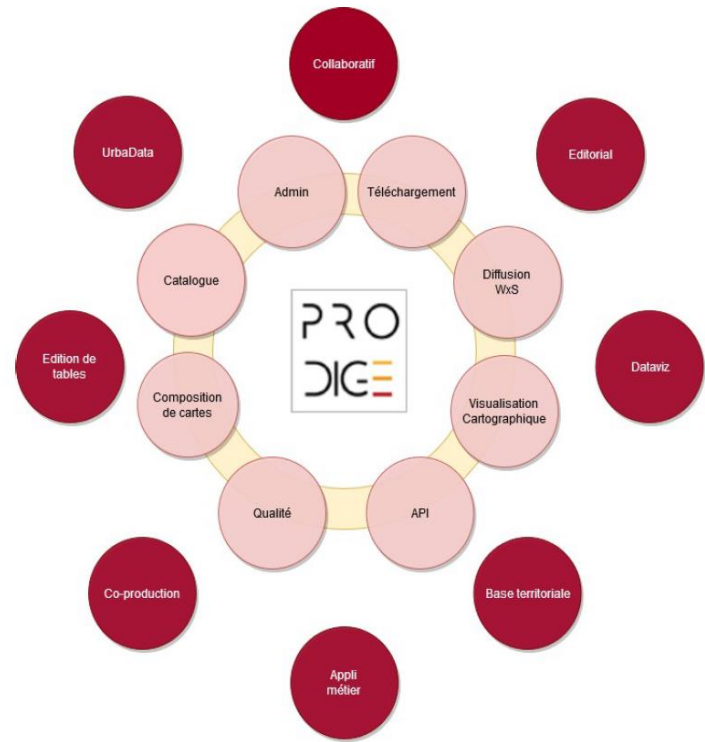 Collaboratif
UrbaData
Editorial
Admin
Téléchargement
Catalogue
Diffusion
WxS
PRO
DIGE
Edition de
tables
Dataviz
Composition
de cartes
Visualisation
Cartographique
Qualité
API
Co-production
Base territoriale
Appli
métier